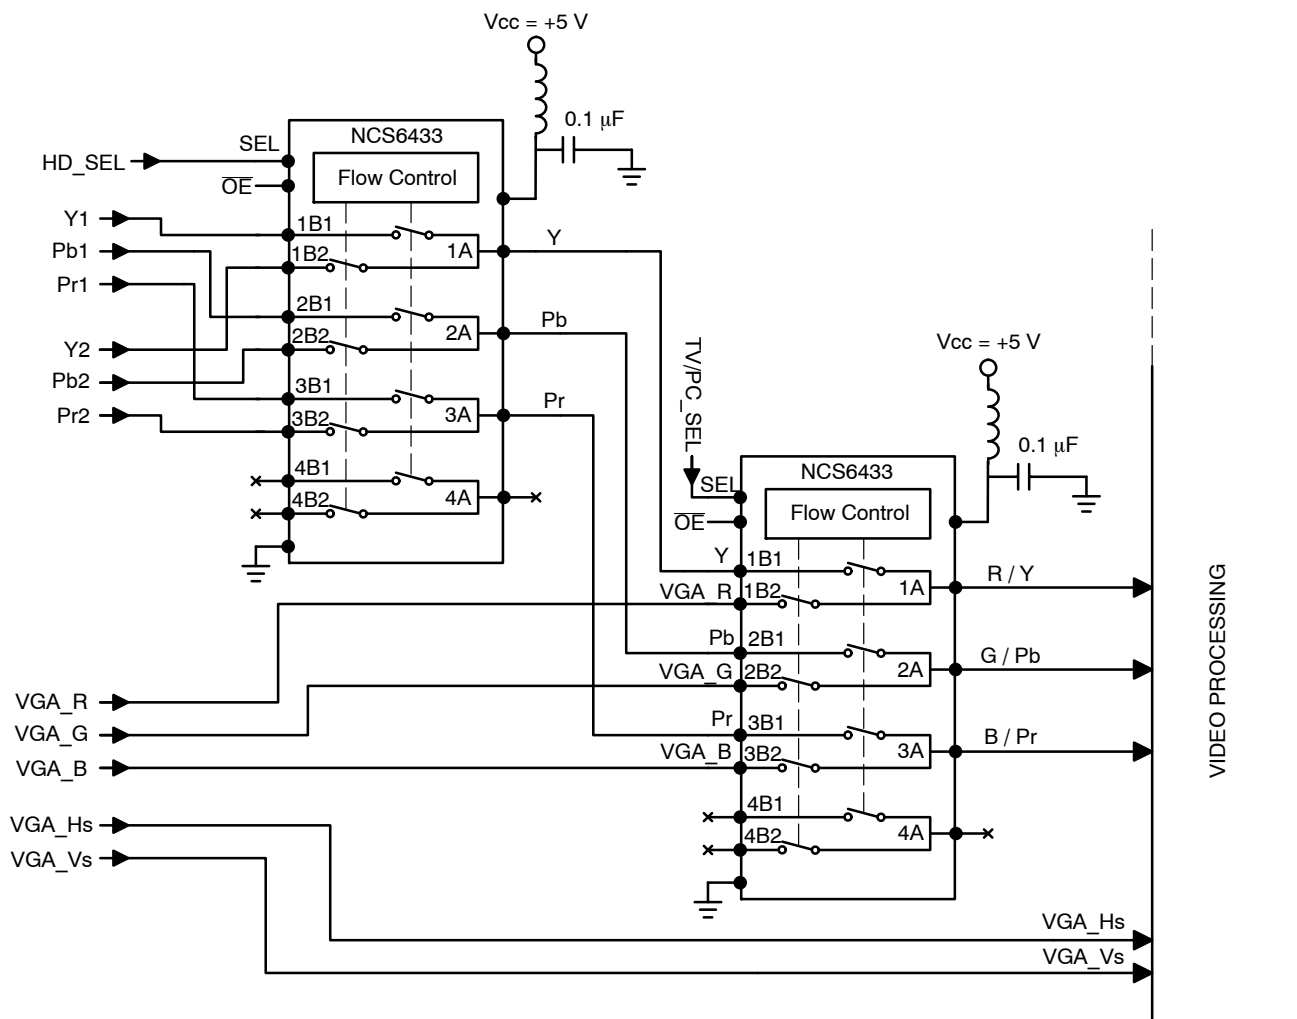 Vcc = +5 V
0.1 μF
NCS6433
Flow Control
SEL
HD_SEL
OE
Y1
Pb1
Pr1
Y2
Pb2
Pr2
1B1
1B2
1A
2B1
2B2
2A
3B1
3B2
3A
4B1
4B2
4A
Y
Pb
Pr
TV/PC_SEL
Vcc = +5 V
0.1 μF
NCS6433
Flow Control
SEL
OE
Y
VGA_R
Pb
VGA_G
Pr
VGA_B
1B1
1B2
1A
2B1
2B2
2A
3B1
3B2
3A
4B1
4B2
4A
R / Y
G / Pb
B / Pr
VIDEO PROCESSING
VGA_R
VGA_G
VGA_B
VGA_Hs
VGA_Vs
VGA_Hs
VGA_Vs